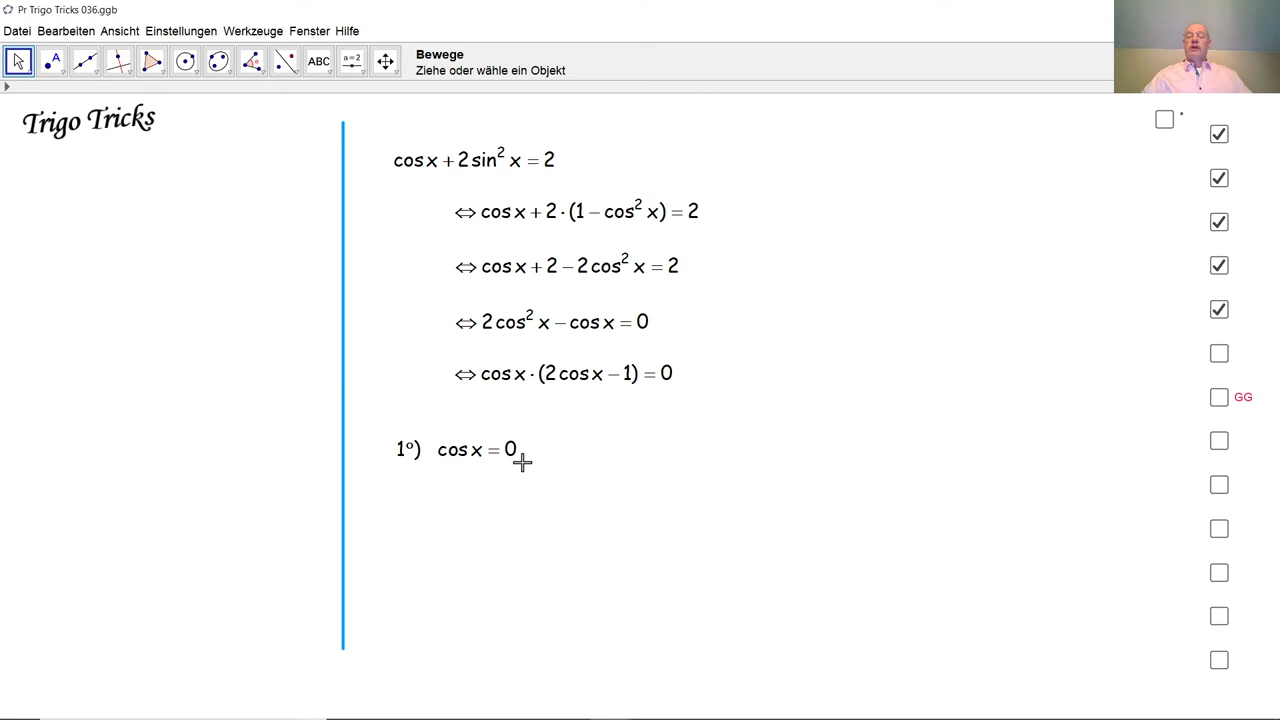 Pr Trigo Tricks 036.ggb
Datei Bearbeiten Ansicht Einstellungen Werkzeuge Fenster Hilfe
A ABC a=2 Bewege
Ziehe oder wähle ein Objekt
Trigo Tricks
*
cos x + 2 sin² x = 2
⇔ cos x + 2 · (1 − cos² x) = 2
⇔ cos x + 2 − 2 cos² x = 2
⇔ 2 cos² x − cos x = 0
⇔ cos x · (2 cos x − 1) = 0
GG
1º) cos x = 0